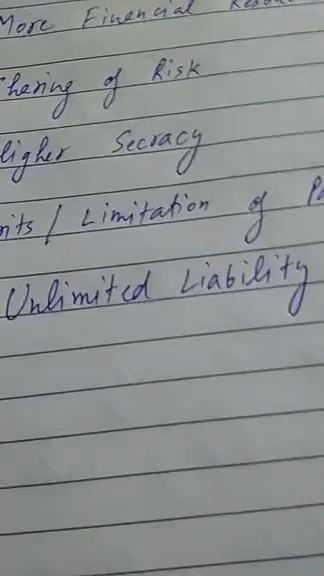 More Financial
Sharing of Risk
Higher Secracy
/ Limitation of
Unlimited Liability